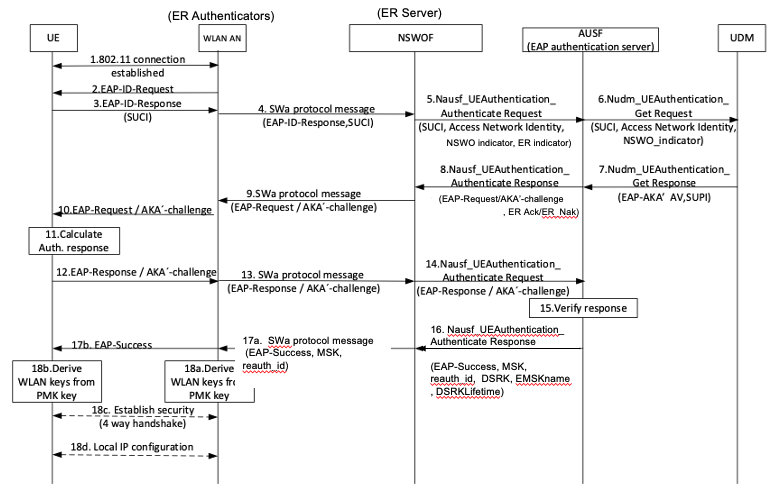 (ER Authenticators)
(ER Server)
UE
WLAN AN
NSWOF
AUSF
(EAP authentication server)
UDM
1.802.11 connection
established
2.EAP-ID-Request
3.EAP-ID-Response
(SUCI)
4. SWa protocol message
(EAP-ID-Response,SUCI)
5.Nausf_UEAuthentication_
Authenticate Request
(SUCI, Access Network Identity,
NSWO indicator, ER indicator)
6.Nudm_UEAuthentication_
Get Request
(SUCI, Access Network Identity,
NSWO_indicator)
7.Nudm_UEAuthentication_
Get Response
(EAP-AKA’ AV,SUPI)
8.Nausf_UEAuthentication_
Authenticate Response
(EAP-Request/AKA’-challenge
, ER Ack/ER_Nak)
9.SWa protocol message
(EAP-Request / AKA´-challenge)
10.EAP-Request / AKA´-challenge
11.Calculate
Auth. response
12.EAP-Response / AKA´-challenge
13. SWa protocol message
(EAP-Response / AKA´-challenge)
14.Nausf_UEAuthentication_
Authenticate Request
(EAP-Response / AKA´-challenge)
15.Verify response
16. Nausf_UEAuthentication_
Authenticate Response
(EAP-Success, MSK,
reauth_id, DSRK, EMSKname
, DSRKLifetime)
17a. SWa protocol message
(EAP-Success, MSK,
reauth_id)
17b. EAP-Success
18b.Derive
WLAN keys from
PMK key
18a.Derive
WLAN keys fr
PMK key
18c. Establish security
(4 way handshake)
18d. Local IP configuration